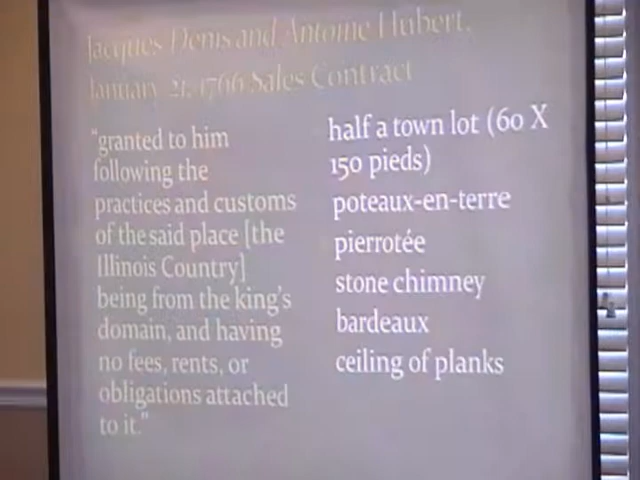 Jacques Denis and Antoine Hubert,
January 21, 1766 Sales Contract
"granted to him
following the
practices and customs
of the said place [the
Illinois Country]
being from the king's
domain, and having
no fees, rents, or
obligations attached
to it."
half a town lot (60 X
150 pieds)
poteaux-en-terre
pierrotée
stone chimney
bardeaux
ceiling of planks